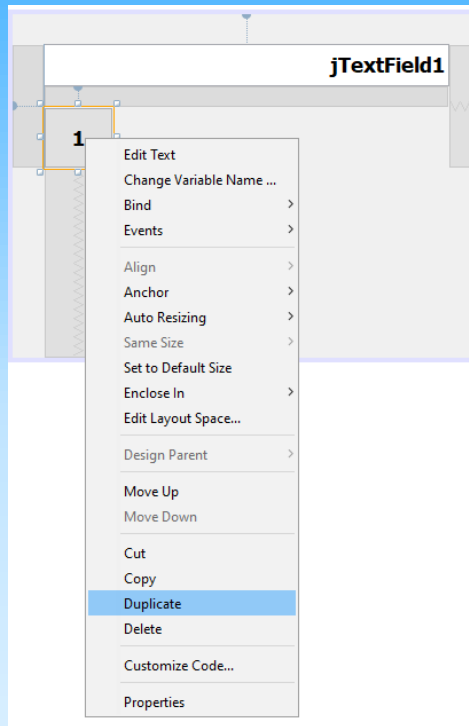 jTextField1
1
Edit Text
Change Variable Name ...
Bind
Events
Align
Anchor
Auto Resizing
Same Size
Set to Default Size
Enclose In
Edit Layout Space...
Design Parent
Move Up
Move Down
Cut
Copy
Duplicate
Delete
Customize Code...
Properties